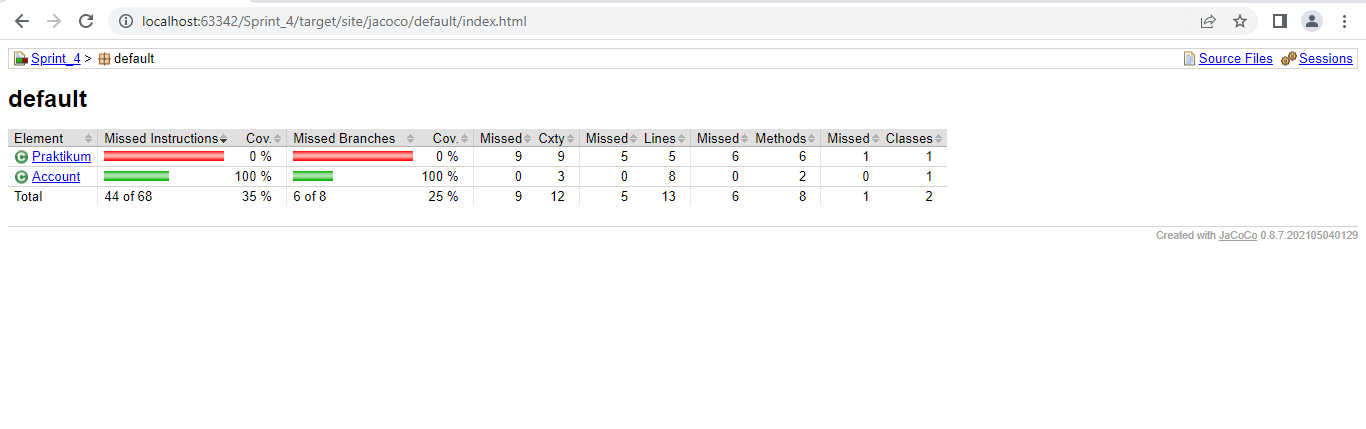 localhost:63342/Sprint_4/target/site/jacoco/default/index.html
Sprint_4 > default Source Files Sessions
default
Element Missed Instructions Cov. Missed Branches Cov. Missed Cxty Missed Lines Missed Methods Missed Classes
Praktikum 0 % 0 % 9 9 5 5 6 6 1 1
Account 100 % 100 % 0 3 0 8 0 2 0 1
Total 44 of 68 35 % 6 of 8 25 % 9 12 5 13 6 8 1 2
Created with JaCoCo 0.8.7.202105040129